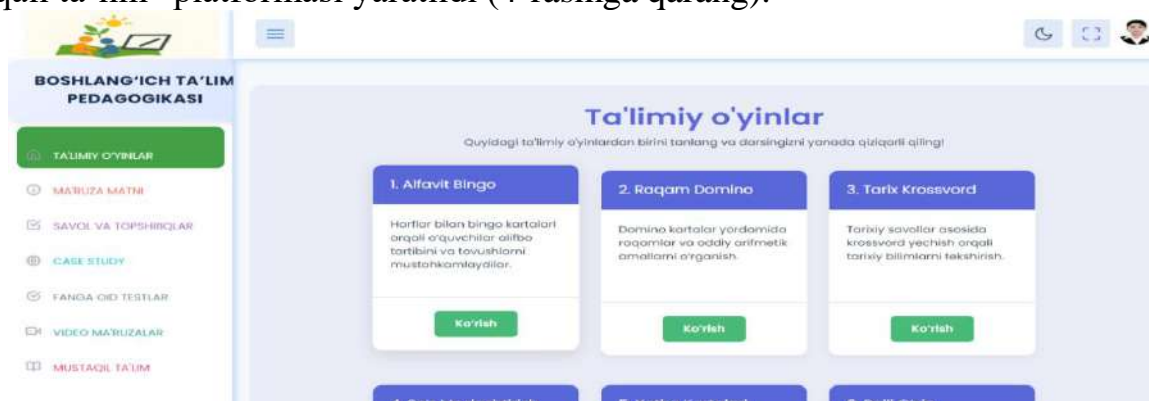 ta'lim" platformasi yaratildi (4-rasmga qarang).
BOSHLANG'ICH TA'LIM
PEDAGOGIKASI
TA'LIMIY O'YINLAR
MA'RUZA MATNI
SAVOL VA TOPSHIRIQLAR
CASE STUDY
FANGA OID TESTLAR
VIDEO MA'RUZALAR
MUSTAQIL TA'LIM
Ta'limiy o'yinlar
Quyidagi ta'limiy o'yinlardan birini tanlang va darsingizni yanada qiziqarli qiling!
1. Alfavit Bingo
Harflar bilan bingo kartalari
orqali o'quvchilar alifbo
tartibini va tovushlarni
mustahkamlaydilar.
Ko'rish
2. Raqam Domino
Domino kartalar yordamida
raqamlar va oddiy arifmetik
amallarni o'rganish.
Ko'rish
3. Tarix Krossvord
Tarixiy savollar asosida
krossvord yechish orqali
tarixiy bilimlarni tekshirish.
Ko'rish